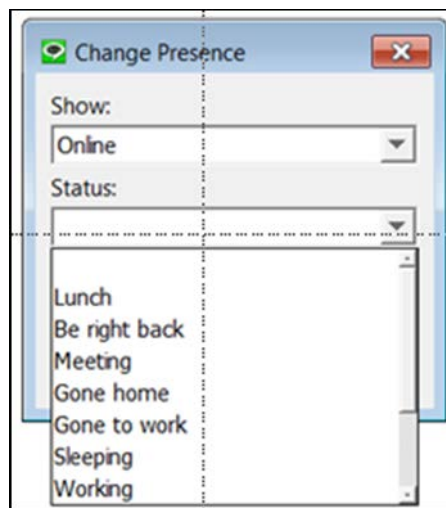 Change Presence
Show:
Online
Status:
Lunch
Be right back
Meeting
Gone home
Gone to work
Sleeping
Working